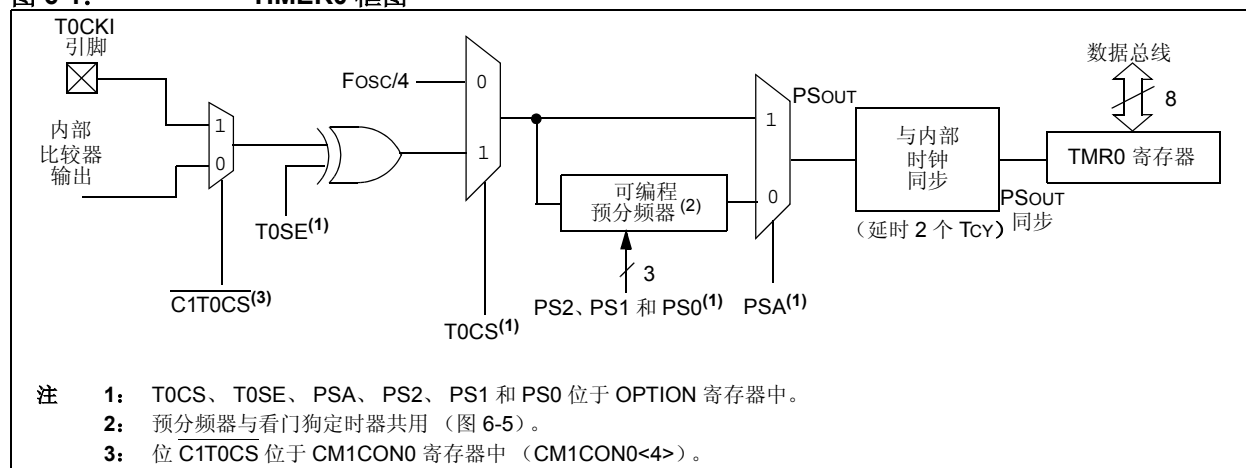 TIMER0 框图
T0CKI
引脚
内部
比较器
输出
1
0
T0SE(1)
C1T0CS(3)
FOSC/4
0
1
T0CS(1)
可编程
预分频器(2)
3
PS2、PS1 和 PS0(1)
1
0
PSA(1)
PSOUT
与内部
时钟
同步
(延时 2 个 TCY)
PSOUT
同步
数据总线
8
TMR0 寄存器
注 1: T0CS、 T0SE、 PSA、 PS2、 PS1 和 PS0 位于 OPTION 寄存器中。
2: 预分频器与看门狗定时器共用 (图 6-5)。
3: 位 C1T0CS 位于 CM1CON0 寄存器中 (CM1CON0<4>)。